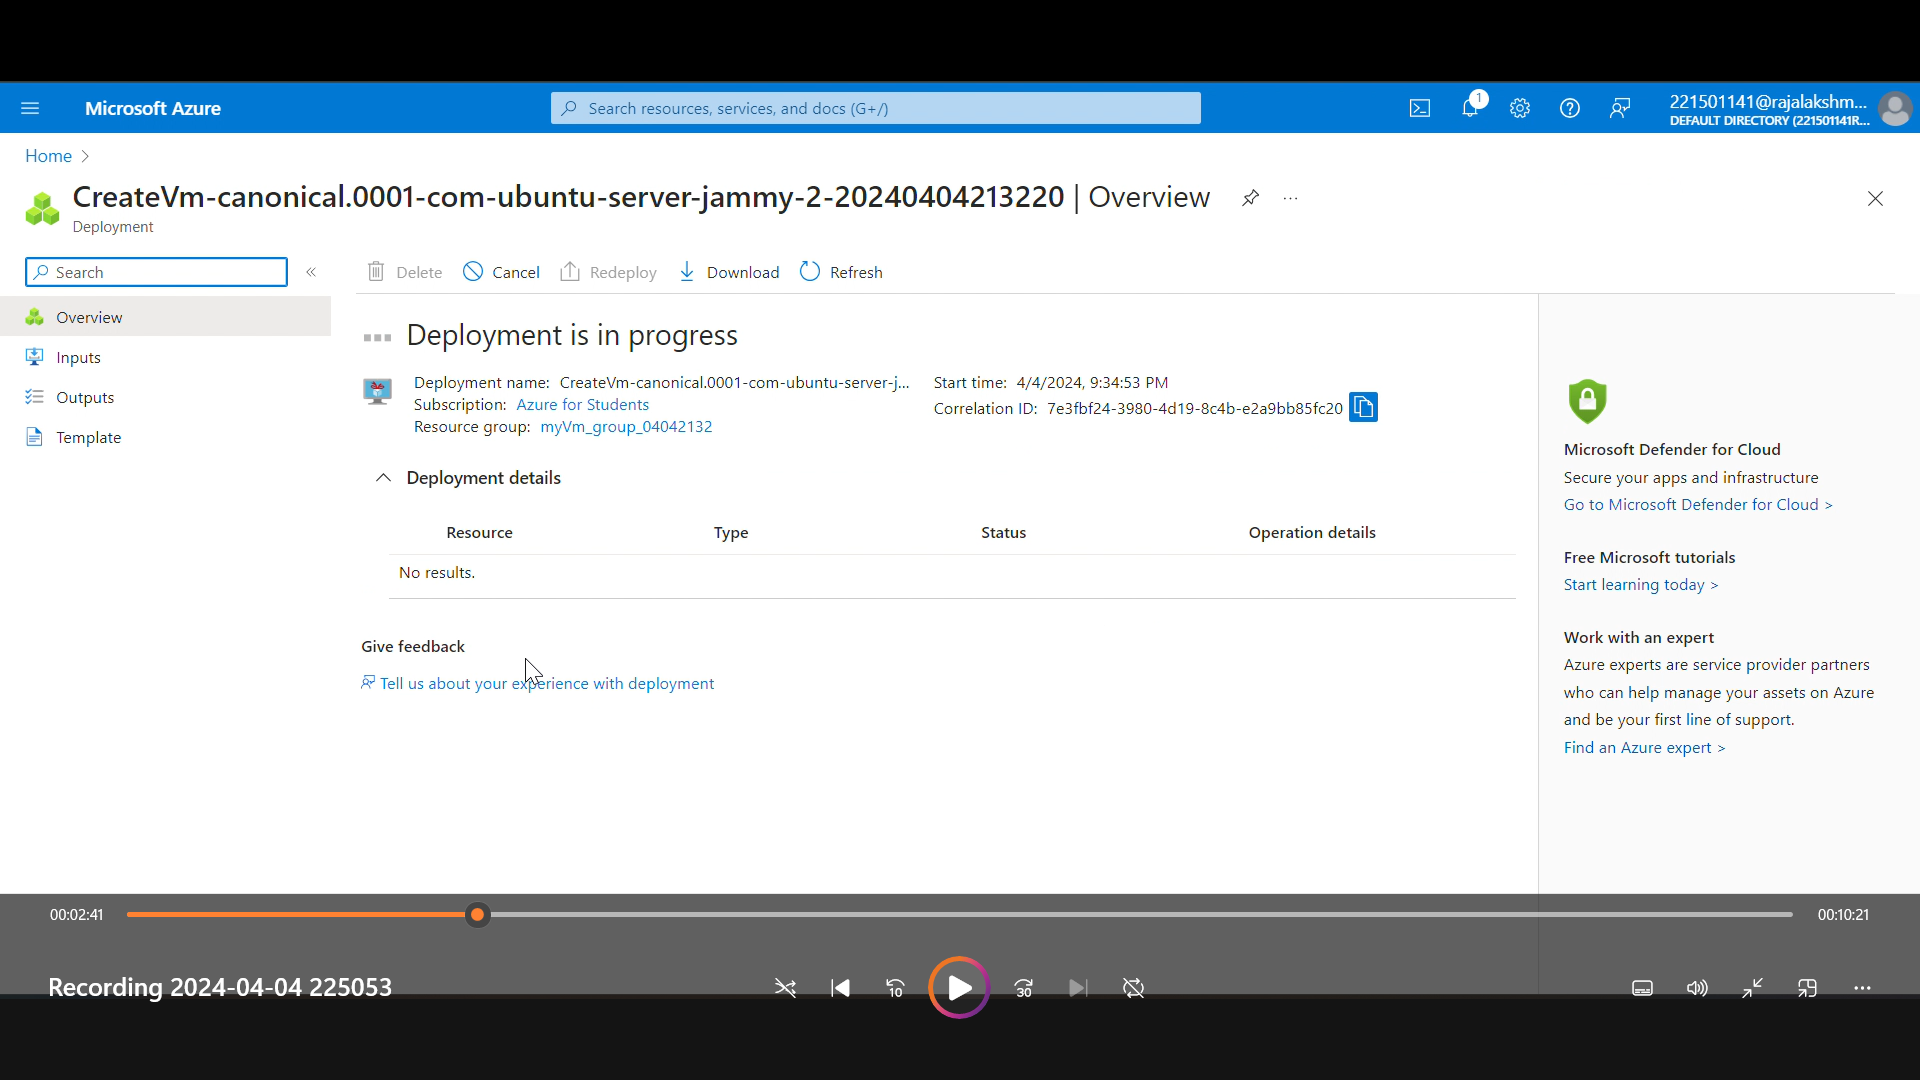 Microsoft Azure
Search resources, services, and docs (G+/)
1
221501141@rajalakshm...
DEFAULT DIRECTORY (221501141R...
Home
CreateVm-canonical.0001-com-ubuntu-server-jammy-2-20240404213220 | Overview
Deployment
Search
Delete
Cancel
Redeploy
Download
Refresh
Overview
Inputs
Outputs
Template
Deployment is in progress
Deployment name: CreateVm-canonical.0001-com-ubuntu-server-j...
Subscription: Azure for Students
Resource group: myVm_group_04042132
Start time: 4/4/2024, 9:34:53 PM
Correlation ID: 7e3fbf24-3980-4d19-8c4b-e2a9bb85fc20
Deployment details
Resource Type Status Operation details
No results.
Give feedback
Tell us about your experience with deployment
Microsoft Defender for Cloud
Secure your apps and infrastructure
Go to Microsoft Defender for Cloud >
Free Microsoft tutorials
Start learning today >
Work with an expert
Azure experts are service provider partners
who can help manage your assets on Azure
and be your first line of support.
Find an Azure expert >
00:02:41
00:10:21
Recording 2024-04-04 225053
10
30